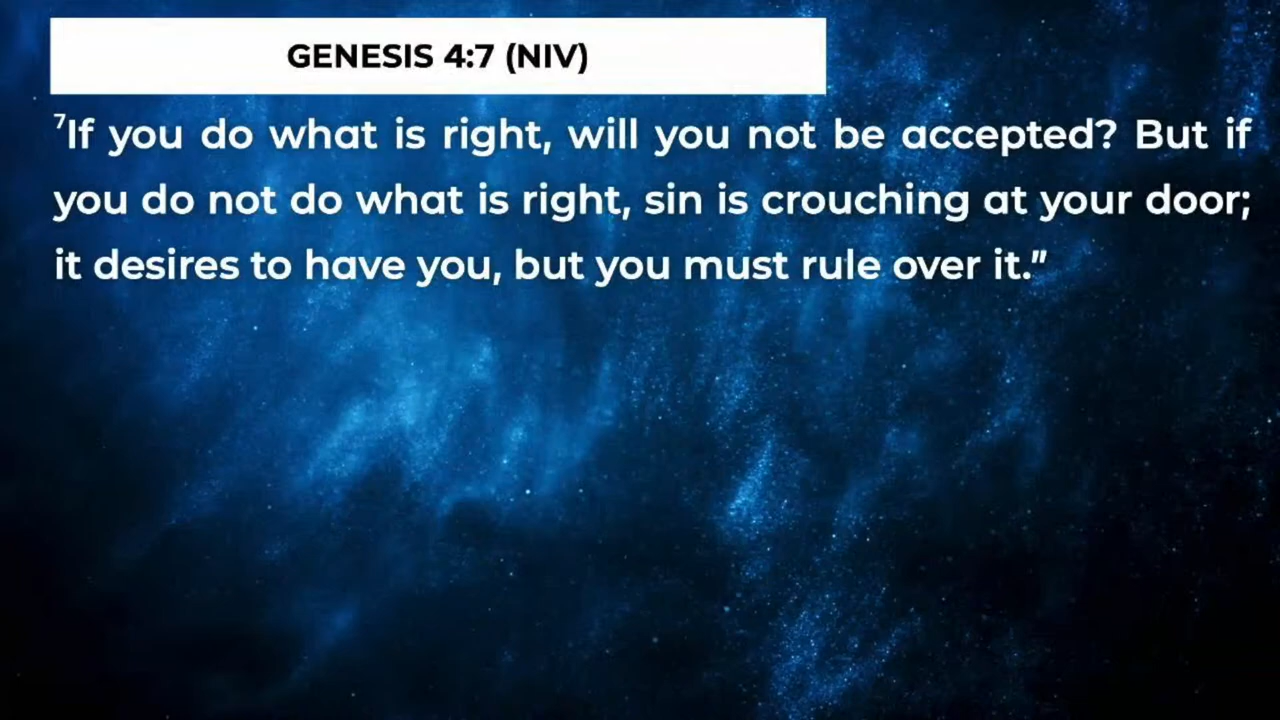 GENESIS 4:7 (NIV)
⁷If you do what is right, will you not be accepted? But if
you do not do what is right, sin is crouching at your door;
it desires to have you, but you must rule over it.”